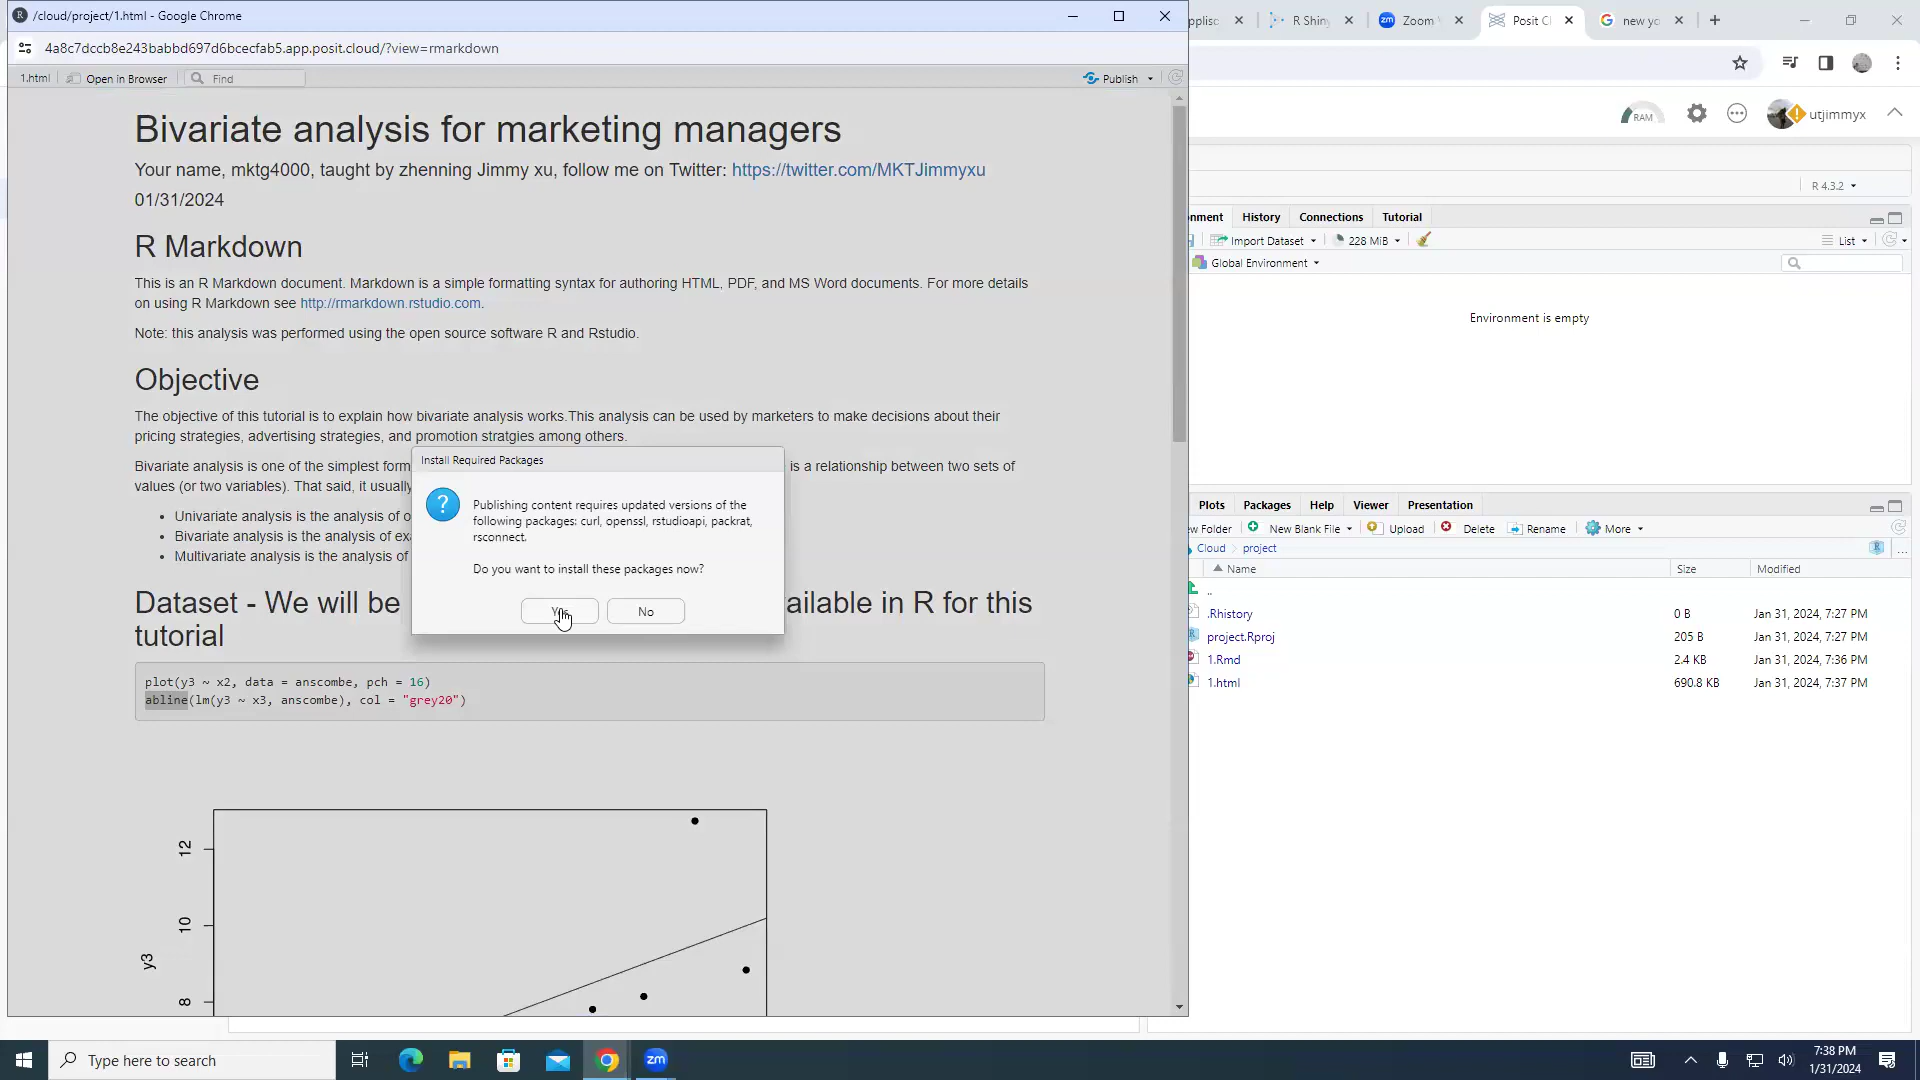 /cloud/project/1.html - Google Chrome
4a8c7dccb8e243babbd697d6bcecfab5.app.posit.cloud/?view=rmarkdown
1.html Open in Browser Find Publish
Bivariate analysis for marketing managers
Your name, mktg4000, taught by zhenning Jimmy xu, follow me on Twitter: https://twitter.com/MKTJimmyxu
01/31/2024
R Markdown
This is an R Markdown document. Markdown is a simple formatting syntax for authoring HTML, PDF, and MS Word documents. For more details
on using R Markdown see http://rmarkdown.rstudio.com.
Note: this analysis was performed using the open source software R and Rstudio.
Objective
The objective of this tutorial is to explain how bivariate analysis works.This analysis can be used by marketers to make decisions about their
pricing strategies, advertising strategies, and promotion stratgies among others.
Bivariate analysis is one of the simplest form is a relationship between two sets of
values (or two variables). That said, it usually
• Univariate analysis is the analysis of o
• Bivariate analysis is the analysis of exa
• Multivariate analysis is the analysis of
Install Required Packages
?
Publishing content requires updated versions of the
following packages: curl, openssl, rstudioapi, packrat,
rsconnect.
Do you want to install these packages now?
No
Dataset - We will be ailable in R for this
tutorial
plot(y3 ~ x2, data = anscombe, pch = 16)
abline(lm(y3 ~ x3, anscombe), col = "grey20")
12
10
8
y3
R Shiny
zm Zoom
Posit Cl
new yo
RAM
utjimmyx
R 4.3.2
nment History Connections Tutorial
Import Dataset 228 MiB List
Global Environment
Environment is empty
Plots Packages Help Viewer Presentation
ew Folder New Blank File Upload Delete Rename More
Cloud project
Name Size Modified
..
.Rhistory 0 B Jan 31, 2024, 7:27 PM
project.Rproj 205 B Jan 31, 2024, 7:27 PM
1.Rmd 2.4 KB Jan 31, 2024, 7:36 PM
1.html 690.8 KB Jan 31, 2024, 7:37 PM
Type here to search
zm
7:38 PM
1/31/2024